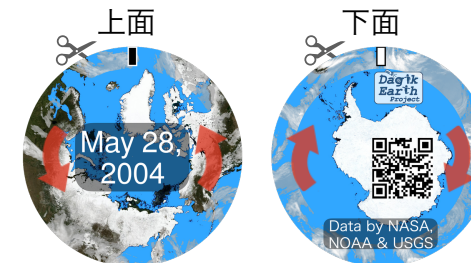 上面
下面
May 28,
2004
Dagik
Earth
Project
Data by NASA,
NOAA & USGS